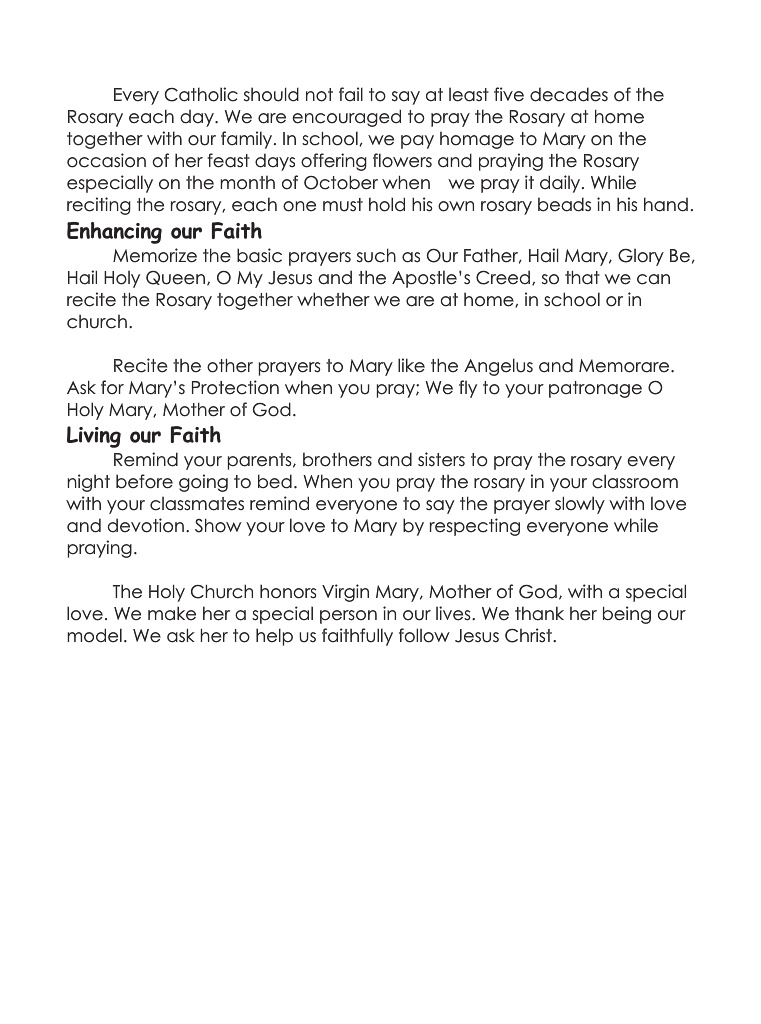 Every Catholic should not fail to say at least five decades of the
Rosary each day. We are encouraged to pray the Rosary at home
together with our family. In school, we pay homage to Mary on the
occasion of her feast days offering flowers and praying the Rosary
especially on the month of October when we pray it daily. While
reciting the rosary, each one must hold his own rosary beads in his hand.
Enhancing our Faith
Memorize the basic prayers such as Our Father, Hail Mary, Glory Be,
Hail Holy Queen, O My Jesus and the Apostle's Creed, so that we can
recite the Rosary together whether we are at home, in school or in
church.
Recite the other prayers to Mary like the Angelus and Memorare.
Ask for Mary's Protection when you pray; We fly to your patronage O
Holy Mary, Mother of God.
Living our Faith
Remind your parents, brothers and sisters to pray the rosary every
night before going to bed. When you pray the rosary in your classroom
with your classmates remind everyone to say the prayer slowly with love
and devotion. Show your love to Mary by respecting everyone while
praying.
The Holy Church honors Virgin Mary, Mother of God, with a special
love. We make her a special person in our lives. We thank her being our
model. We ask her to help us faithfully follow Jesus Christ.